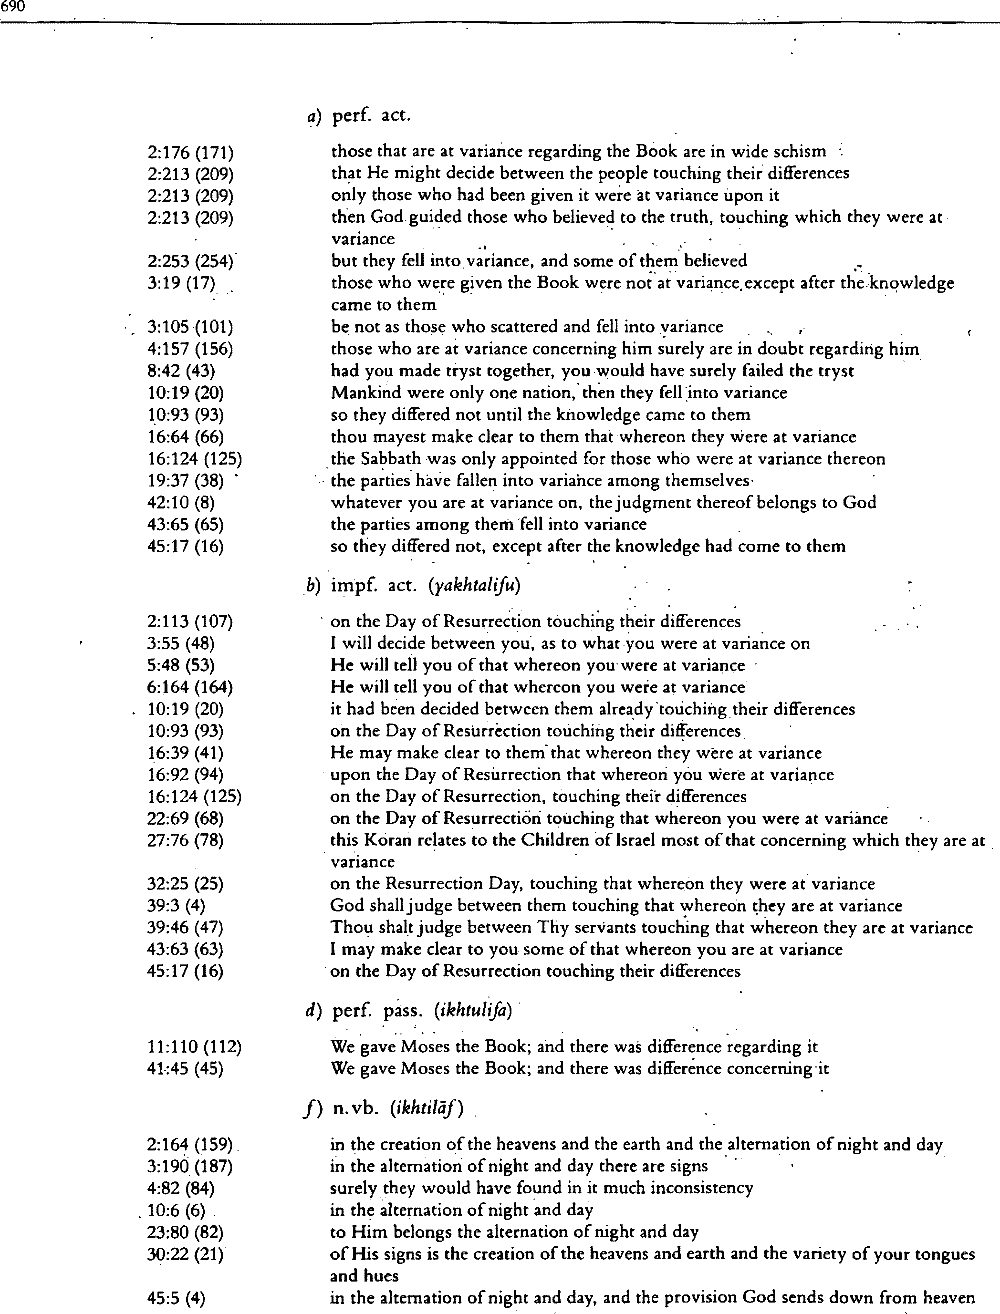 690
a) perf. act.
2:176 (171) those that are at variance regarding the Book are in wide schism
2:213 (209) that He might decide between the people touching their differences
2:213 (209) only those who had been given it were at variance upon it
2:213 (209) then God guided those who believed to the truth, touching which they were at
variance
2:253 (254) but they fell into variance, and some of them believed
3:19 (17) those who were given the Book were not at variance except after the knowledge
came to them
3:105 (101) be not as those who scattered and fell into variance
4:157 (156) those who are at variance concerning him surely are in doubt regarding him
8:42 (43) had you made tryst together, you would have surely failed the tryst
10:19 (20) Mankind were only one nation, then they fell into variance
10:93 (93) so they differed not until the knowledge came to them
16:64 (66) thou mayest make clear to them that whereon they were at variance
16:124 (125) the Sabbath was only appointed for those who were at variance thereon
19:37 (38) the parties have fallen into variance among themselves
42:10 (8) whatever you are at variance on, the judgment thereof belongs to God
43:65 (65) the parties among them fell into variance
45:17 (16) so they differed not, except after the knowledge had come to them
b) impf. act. (yakhtalifu)
2:113 (107) on the Day of Resurrection touching their differences
3:55 (48) I will decide between you, as to what you were at variance on
5:48 (53) He will tell you of that whereon you were at variance
6:164 (164) He will tell you of that whereon you were at variance
10:19 (20) it had been decided between them already touching their differences
10:93 (93) on the Day of Resurrection touching their differences
16:39 (41) He may make clear to them that whereon they were at variance
16:92 (94) upon the Day of Resurrection that whereon you were at variance
16:124 (125) on the Day of Resurrection, touching their differences
22:69 (68) on the Day of Resurrection touching that whereon you were at variance
27:76 (78) this Koran relates to the Children of Israel most of that concerning which they are at
variance
32:25 (25) on the Resurrection Day, touching that whereon they were at variance
39:3 (4) God shall judge between them touching that whereon they are at variance
39:46 (47) Thou shalt judge between Thy servants touching that whereon they are at variance
43:63 (63) I may make clear to you some of that whereon you are at variance
45:17 (16) on the Day of Resurrection touching their differences
d) perf. pass. (ikhtulifa)
11:110 (112) We gave Moses the Book; and there was difference regarding it
41:45 (45) We gave Moses the Book; and there was difference concerning it
f) n.vb. (ikhtilāf)
2:164 (159) in the creation of the heavens and the earth and the alternation of night and day
3:190 (187) in the alternation of night and day there are signs
4:82 (84) surely they would have found in it much inconsistency
10:6 (6) in the alternation of night and day
23:80 (82) to Him belongs the alternation of night and day
30:22 (21) of His signs is the creation of the heavens and earth and the variety of your tongues
and hues
45:5 (4) in the alternation of night and day, and the provision God sends down from heaven